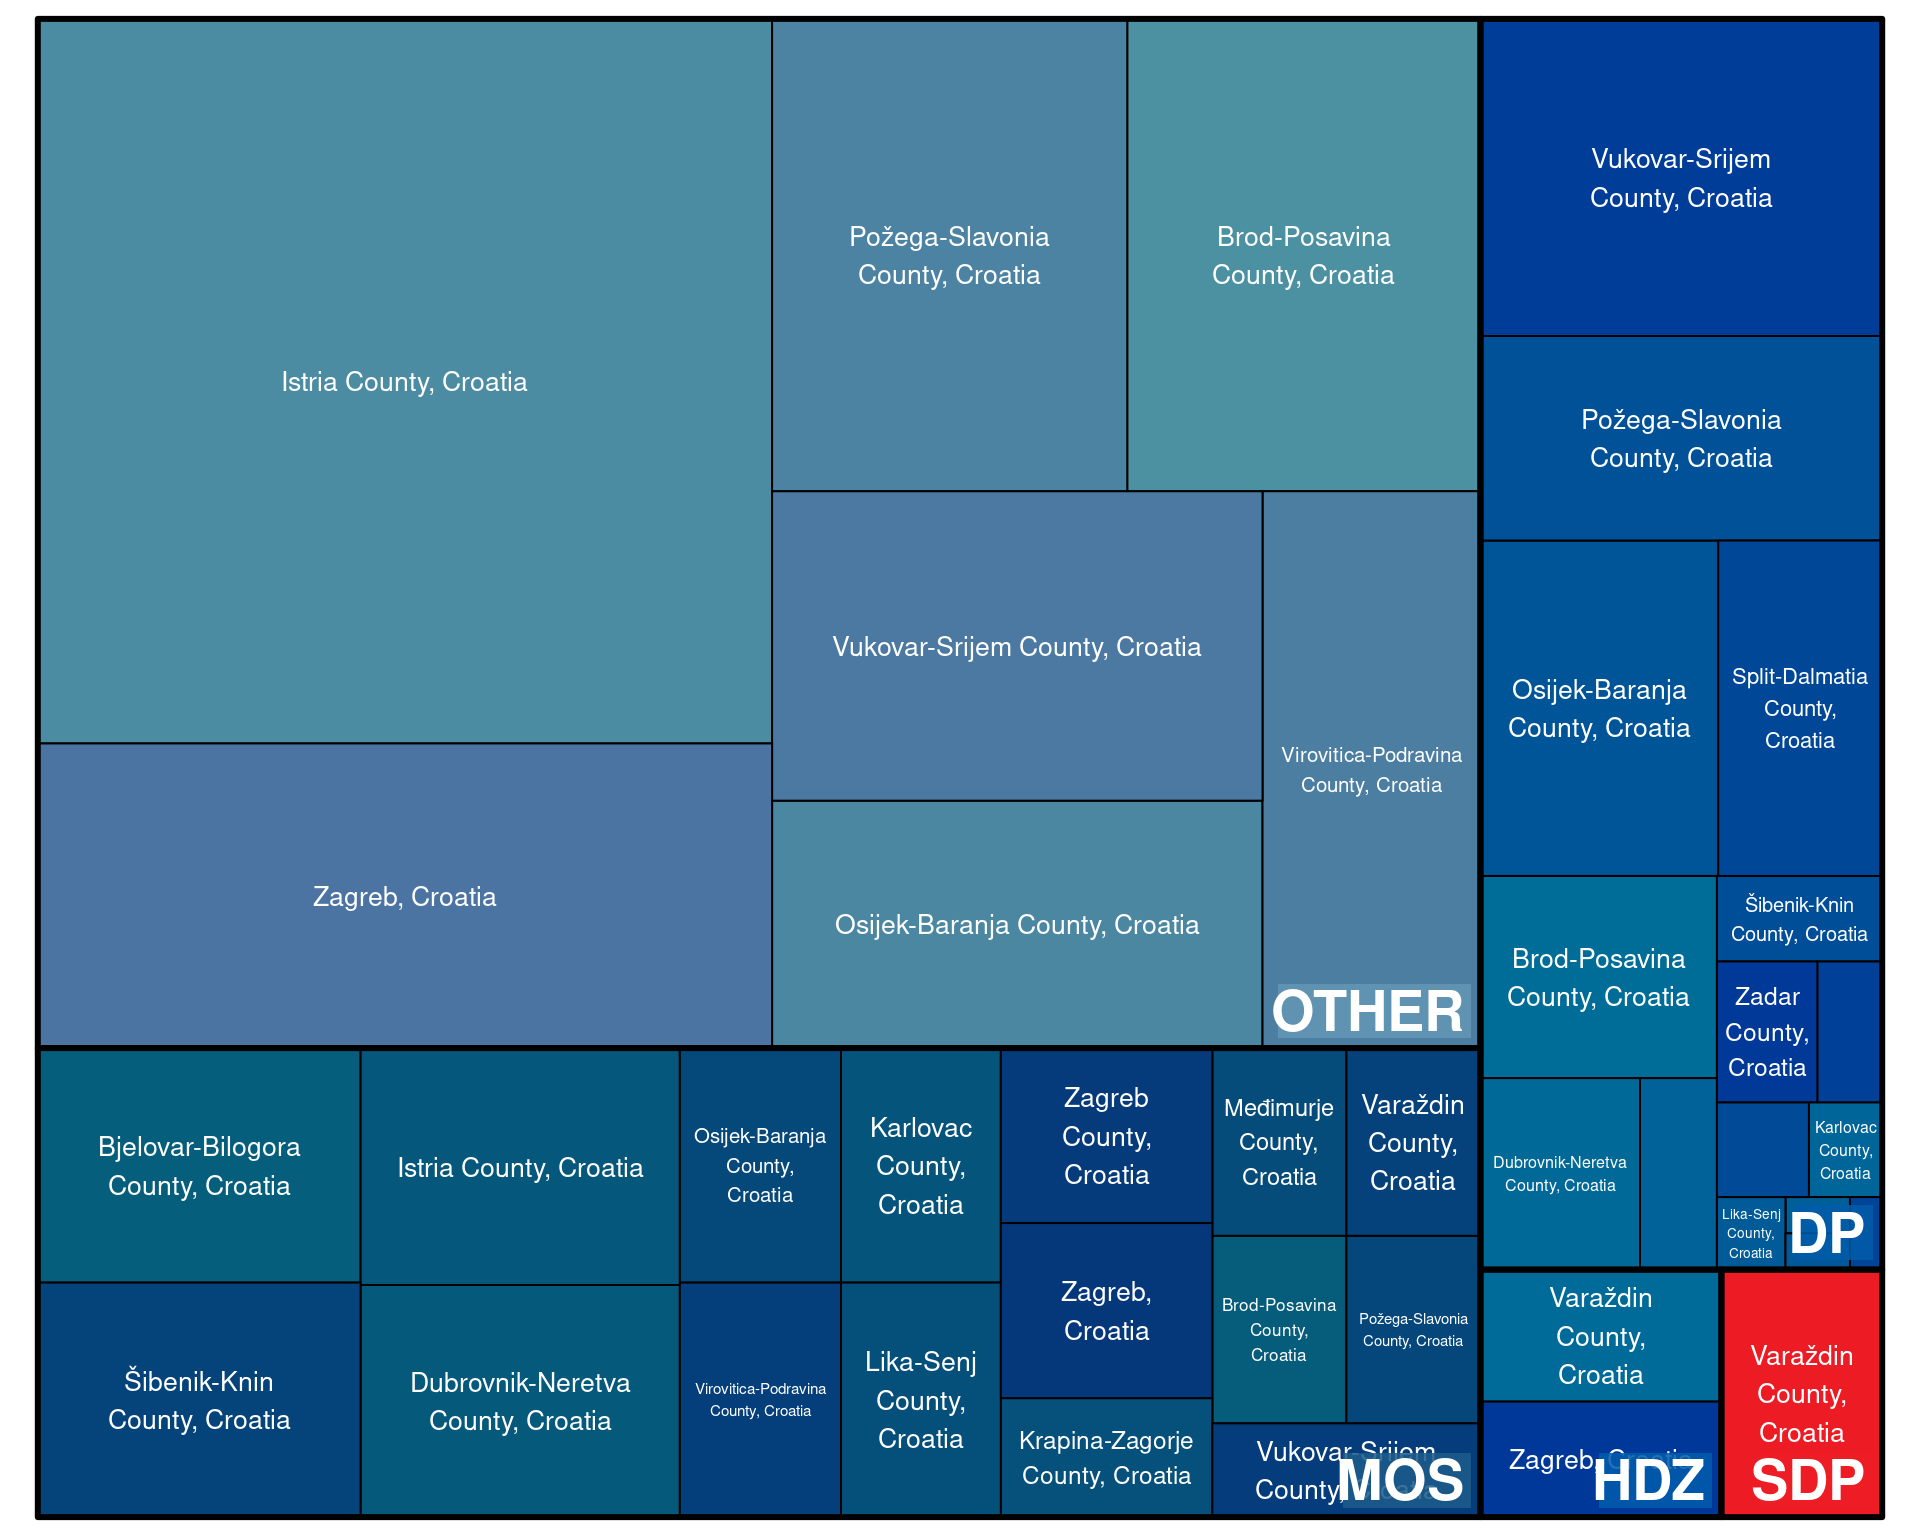 Istria County, Croatia
Zagreb, Croatia
Požega-Slavonia
County, Croatia
Brod-Posavina
County, Croatia
Vukovar-Srijem County, Croatia
Osijek-Baranja County, Croatia
Virovitica-Podravina
County, Croatia
OTHER
Bjelovar-Bilogora
County, Croatia
Šibenik-Knin
County, Croatia
Istria County, Croatia
Dubrovnik-Neretva
County, Croatia
Osijek-Baranja
County,
Croatia
Virovitica-Podravina
County, Croatia
Karlovac
County,
Croatia
Lika-Senj
County,
Croatia
Zagreb
County,
Croatia
Zagreb,
Croatia
Krapina-Zagorje
County, Croatia
Međimurje
County,
Croatia
Varaždin
County,
Croatia
Brod-Posavina
County,
Croatia
Požega-Slavonia
County, Croatia
Vukovar-Srijem
County, Croatia
MOS
Vukovar-Srijem
County, Croatia
Požega-Slavonia
County, Croatia
Osijek-Baranja
County, Croatia
Split-Dalmatia
County,
Croatia
Brod-Posavina
County, Croatia
Šibenik-Knin
County, Croatia
Zadar
County,
Croatia
Dubrovnik-Neretva
County, Croatia
Karlovac
County,
Croatia
Lika-Senj
County,
Croatia
DP
Varaždin
County,
Croatia
Zagreb, Croatia
HDZ
Varaždin
County,
Croatia
SDP